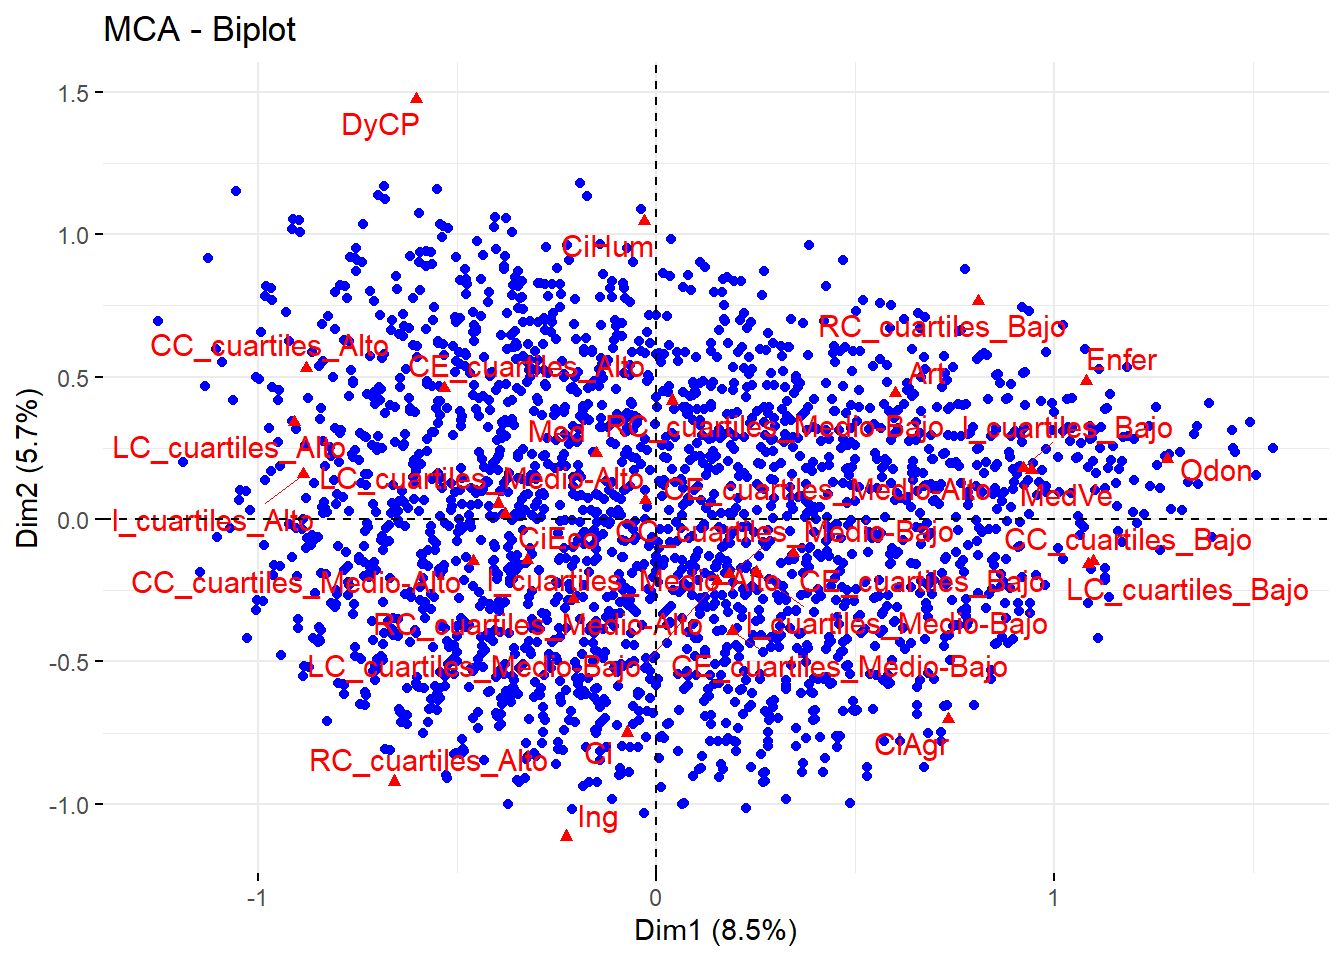 MCA - Biplot
1.5
DyCP
1.0
CiHum
RC_cuartiles_Bajo
CC_cuartiles_Alto
Enfer
CE_cuartiles_Alto
Art
0.5
RC_cuartiles_Medio-Bajo
I_cuartiles_Bajo
Med
LC_cuartiles_Alto
Odon
LC_cuartiles_Medio-Alto
CE_cuartiles_Medio-Alto
MedVe
I_cuartiles_Alto
0.0
CiEco
CC_cuartiles_Medio-Bajo
CC_cuartiles_Bajo
CC_cuartiles_Medio-Alto
I_cuartiles_Medio-Alto
CE_cuartiles_Bajo
LC_cuartiles_Bajo
RC_cuartiles_Medio-Alto
I_cuartiles_Medio-Bajo
-0.5
LC_cuartiles_Medio-Bajo
CE_cuartiles_Medio-Bajo
CiAgr
RC_cuartiles_Alto
CI
-1.0
Ing
-1
0
1
Dim1 (8.5%)
Dim2 (5.7%)